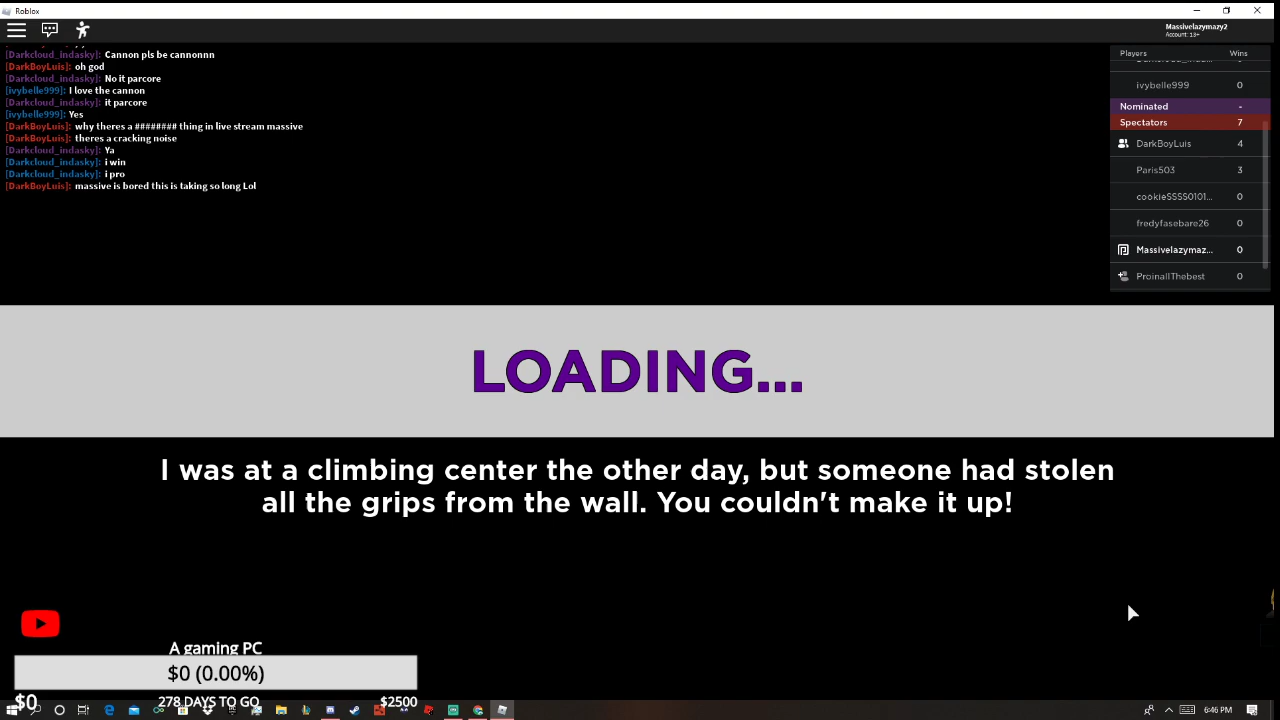 Roblox
Massivelazymazy2
Account: 13+
[Darkcloud_indasky]: Cannon pls be cannonnn
[DarkBoyLuis]: oh god
[Darkcloud_indasky]: No it parcore
[ivybelle999]: I love the cannon
[Darkcloud_indasky]: it parcore
[ivybelle999]: Yes
[DarkBoyLuis]: why theres a ######## thing in live stream massive
[DarkBoyLuis]: theres a cracking noise
[Darkcloud_indasky]: Ya
[Darkcloud_indasky]: i win
[Darkcloud_indasky]: i pro
[DarkBoyLuis]: massive is bored this is taking so long Lol
Players Wins
ivybelle999 0
Nominated -
Spectators 7
DarkBoyLuis 4
Paris503 3
cookieSSSS0101... 0
fredyfasebare26 0
Massivelazymaz... 0
ProinallThebest 0
LOADING...
I was at a climbing center the other day, but someone had stolen
all the grips from the wall. You couldn't make it up!
A gaming PC
$0 (0.00%)
$0 278 DAYS TO GO $2500
6:46 PM